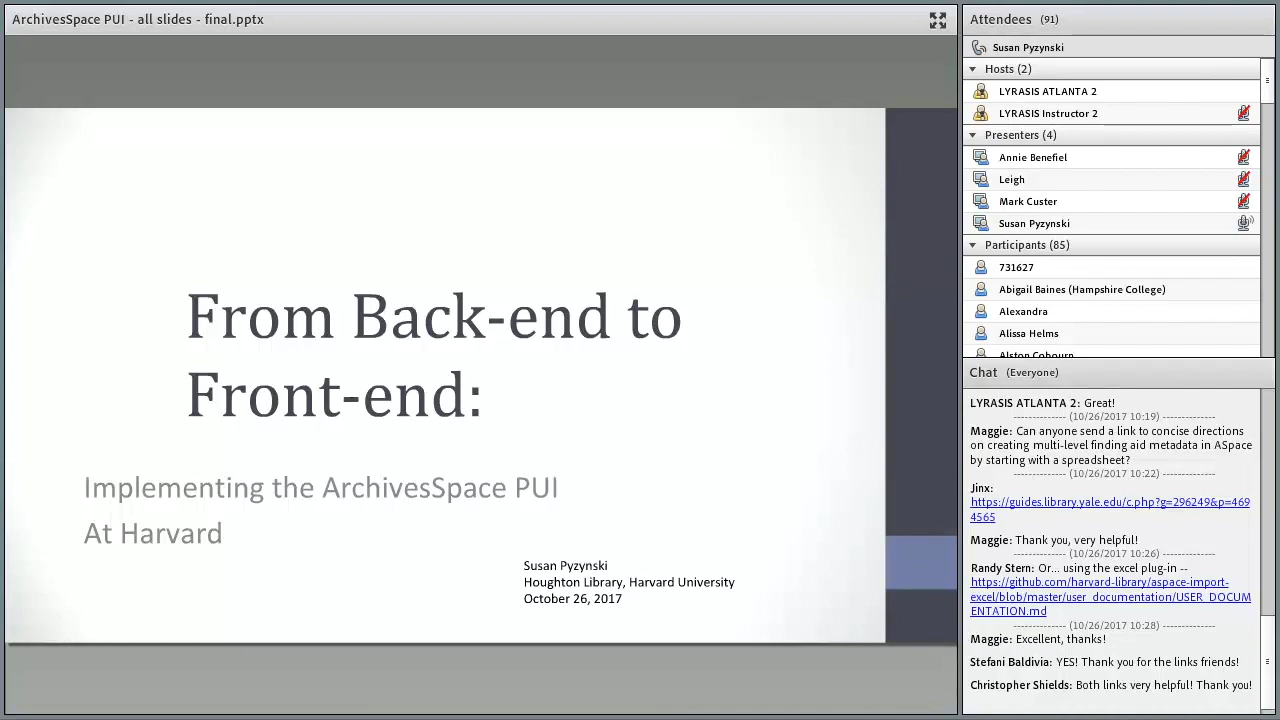 ArchivesSpace PUI - all slides - final.pptx
From Back-end to
Front-end:
Implementing the ArchivesSpace PUI
At Harvard
Susan Pyzynski
Houghton Library, Harvard University
October 26, 2017
Attendees (91)
Susan Pyzynski
Hosts (2)
LYRASIS ATLANTA 2
LYRASIS Instructor 2
Presenters (4)
Annie Benefiel
Leigh
Mark Custer
Susan Pyzynski
Participants (85)
731627
Abigail Baines (Hampshire College)
Alexandra
Alissa Helms
Alston Cobourn
Chat (Everyone)
LYRASIS ATLANTA 2: Great!
-------------- (10/26/2017 10:19) --------------
Maggie: Can anyone send a link to concise directions
on creating multi-level finding aid metadata in ASpace
by starting with a spreadsheet?
-------------- (10/26/2017 10:22) --------------
Jinx:
https://guides.library.yale.edu/c.php?g=296249&p=469
4565
Maggie: Thank you, very helpful!
-------------- (10/26/2017 10:26) --------------
Randy Stern: Or... using the excel plug-in --
https://github.com/harvard-library/aspace-import-
excel/blob/master/user_documentation/USER_DOCUM
ENTATION.md
-------------- (10/26/2017 10:28) --------------
Maggie: Excellent, thanks!
Stefani Baldivia: YES! Thank you for the links friends!
Christopher Shields: Both links very helpful! Thank you!